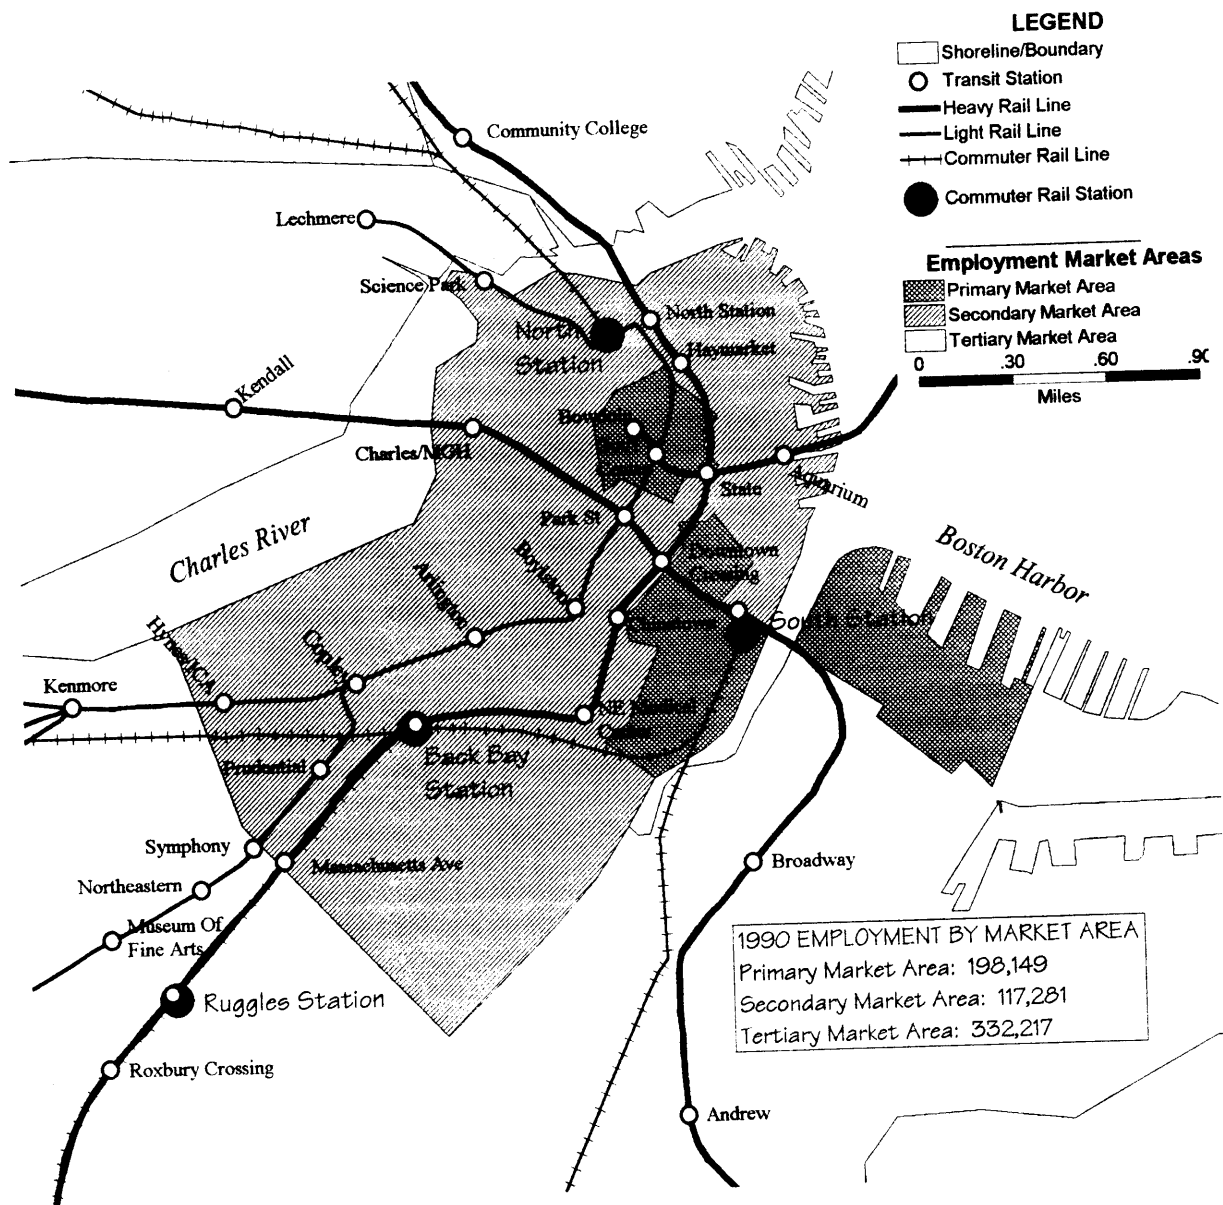 LEGEND
Shoreline/Boundary
Transit Station
Heavy Rail Line
Light Rail Line
Commuter Rail Line
Commuter Rail Station
Employment Market Areas
Primary Market Area
Secondary Market Area
Tertiary Market Area
0 .30 .60 .90
Miles
Community College
Lechmere
Science Park
North Station
North
Station
Haymarket
Kendall
Bowdoin
Charles/MGH
State
Aquarium
Park St
Charles River
Boston Harbor
Downtown
Crossing
Boylston
Arlington
Chinatown
South Station
Hynes/ICA
Copley
Kenmore
NE Medical
Center
Back Bay
Station
Prudential
Symphony
Massachusetts Ave
Northeastern
Museum Of
Fine Arts
Broadway
Ruggles Station
Roxbury Crossing
Andrew
1990 EMPLOYMENT BY MARKET AREA
Primary Market Area: 198,149
Secondary Market Area: 117,281
Tertiary Market Area: 332,217